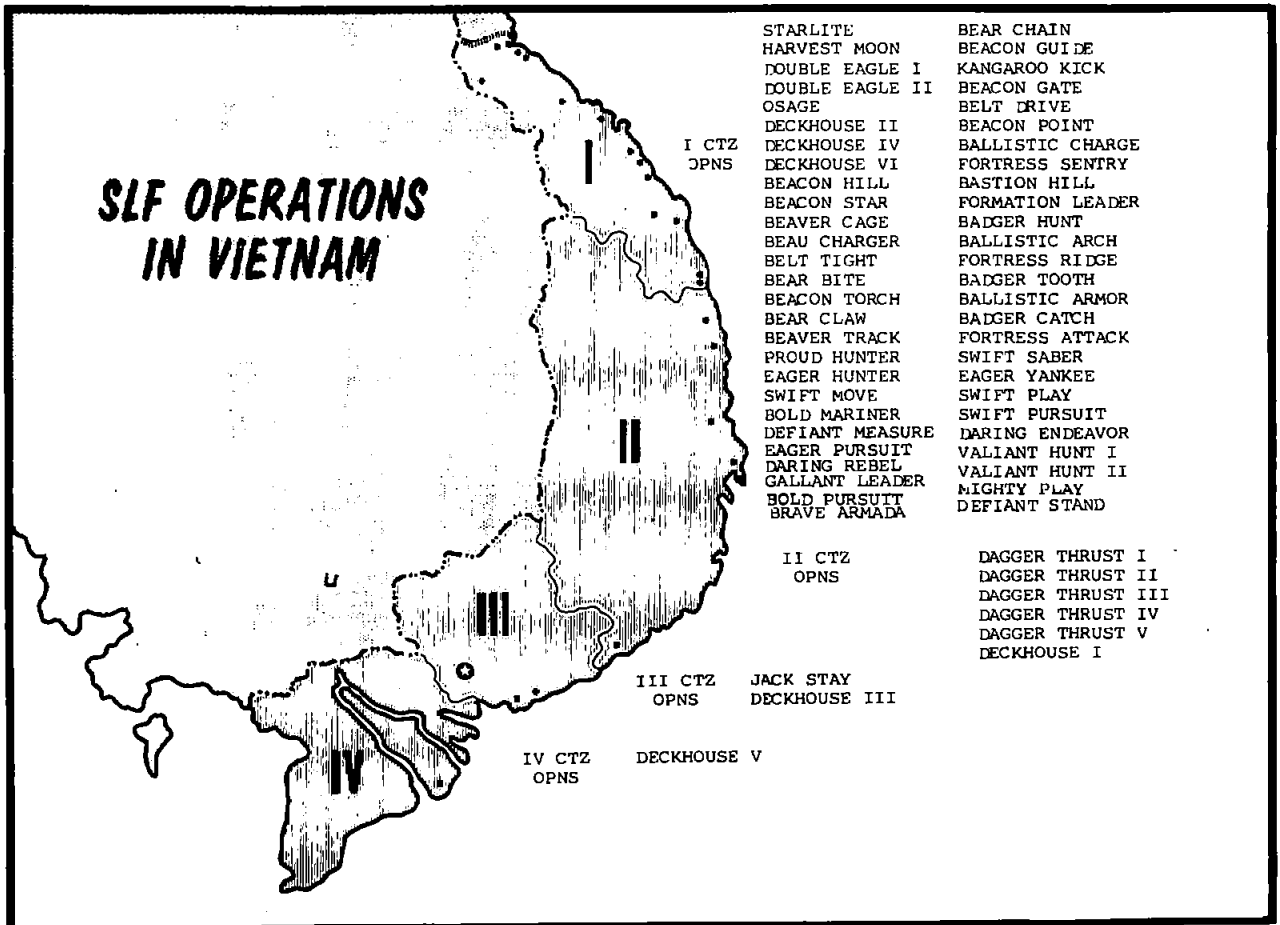 SLF OPERATIONS
IN VIETNAM
I
II
III
IV
I CTZ
OPNS
STARLITE
HARVEST MOON
DOUBLE EAGLE I
DOUBLE EAGLE II
OSAGE
DECKHOUSE II
DECKHOUSE IV
DECKHOUSE VI
BEACON HILL
BEACON STAR
BEAVER CAGE
BEAU CHARGER
BELT TIGHT
BEAR BITE
BEACON TORCH
BEAR CLAW
BEAVER TRACK
PROUD HUNTER
EAGER HUNTER
SWIFT MOVE
BOLD MARINER
DEFIANT MEASURE
EAGER PURSUIT
DARING REBEL
GALLANT LEADER
BOLD PURSUIT
BRAVE ARMADA
BEAR CHAIN
BEACON GUIDE
KANGAROO KICK
BEACON GATE
BELT DRIVE
BEACON POINT
BALLISTIC CHARGE
FORTRESS SENTRY
BASTION HILL
FORMATION LEADER
BADGER HUNT
BALLISTIC ARCH
FORTRESS RIDGE
BADGER TOOTH
BALLISTIC ARMOR
BADGER CATCH
FORTRESS ATTACK
SWIFT SABER
EAGER YANKEE
SWIFT PLAY
SWIFT PURSUIT
DARING ENDEAVOR
VALIANT HUNT I
VALIANT HUNT II
MIGHTY PLAY
DEFIANT STAND
II CTZ
OPNS
DAGGER THRUST I
DAGGER THRUST II
DAGGER THRUST III
DAGGER THRUST IV
DAGGER THRUST V
DECKHOUSE I
III CTZ
OPNS
JACK STAY
DECKHOUSE III
IV CTZ
OPNS
DECKHOUSE V